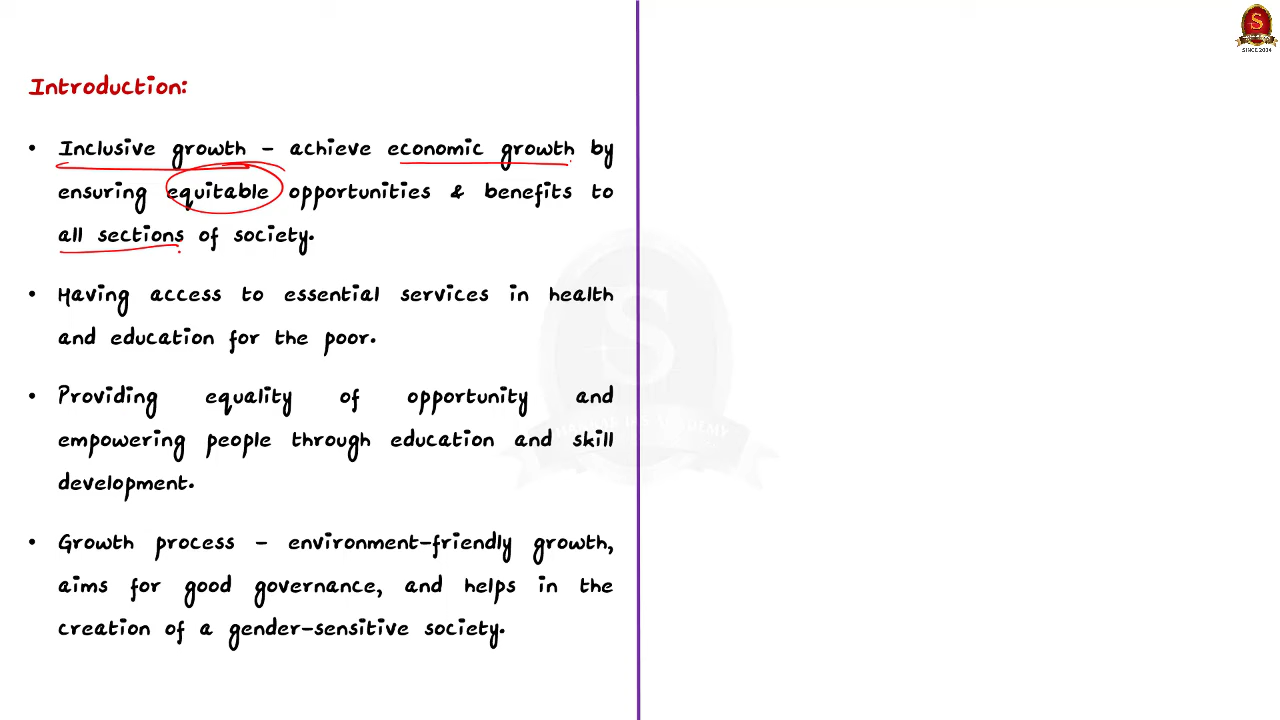 Introduction:
• Inclusive growth – achieve economic growth by
ensuring equitable opportunities & benefits to
all sections of society.
• Having access to essential services in health
and education for the poor.
• Providing equality of opportunity and
empowering people through education and skill
development.
• Growth process – environment-friendly growth,
aims for good governance, and helps in the
creation of a gender-sensitive society.
S
SINCE 2004